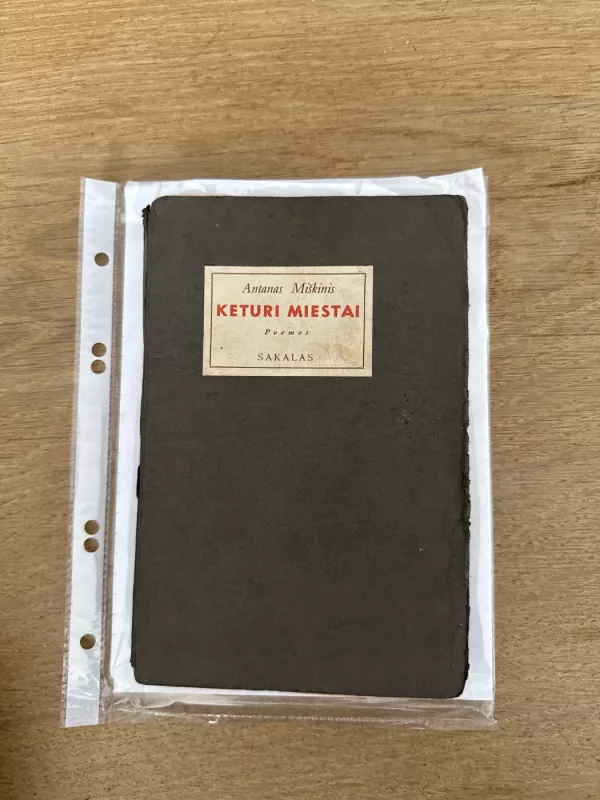 Antanas Miškinis
KETURI MIESTAI
Poemos
SAKALAS